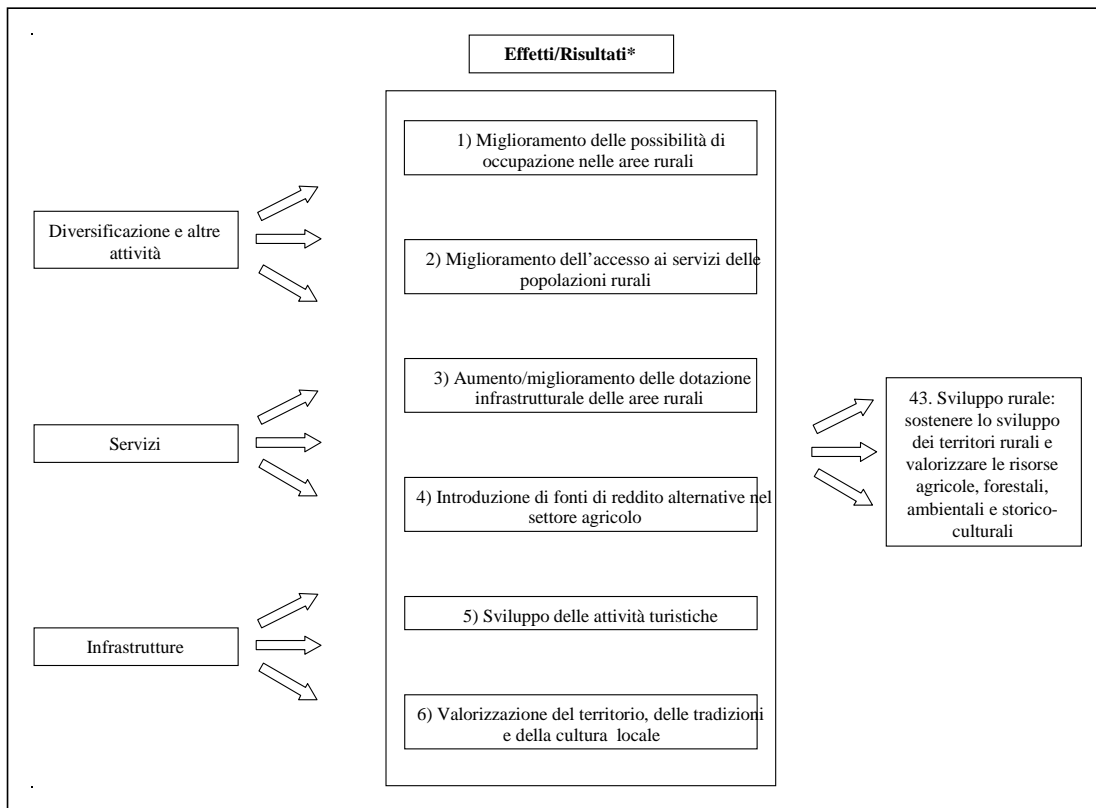 Effetti/Risultati*
Diversificazione e altre
attività
Servizi
Infrastrutture
1) Miglioramento delle possibilità di
occupazione nelle aree rurali
2) Miglioramento dell’accesso ai servizi delle
popolazioni rurali
3) Aumento/miglioramento delle dotazione
infrastrutturale delle aree rurali
4) Introduzione di fonti di reddito alternative nel
settore agricolo
5) Sviluppo delle attività turistiche
6) Valorizzazione del territorio, delle tradizioni
e della cultura locale
43. Sviluppo rurale:
sostenere lo sviluppo
dei territori rurali e
valorizzare le risorse
agricole, forestali,
ambientali e storico-
culturali